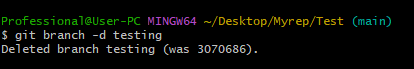 Professional@User-PC MINGW64 ~/Desktop/Myrep/Test (main)
$ git branch -d testing
Deleted branch testing (was 3070686).